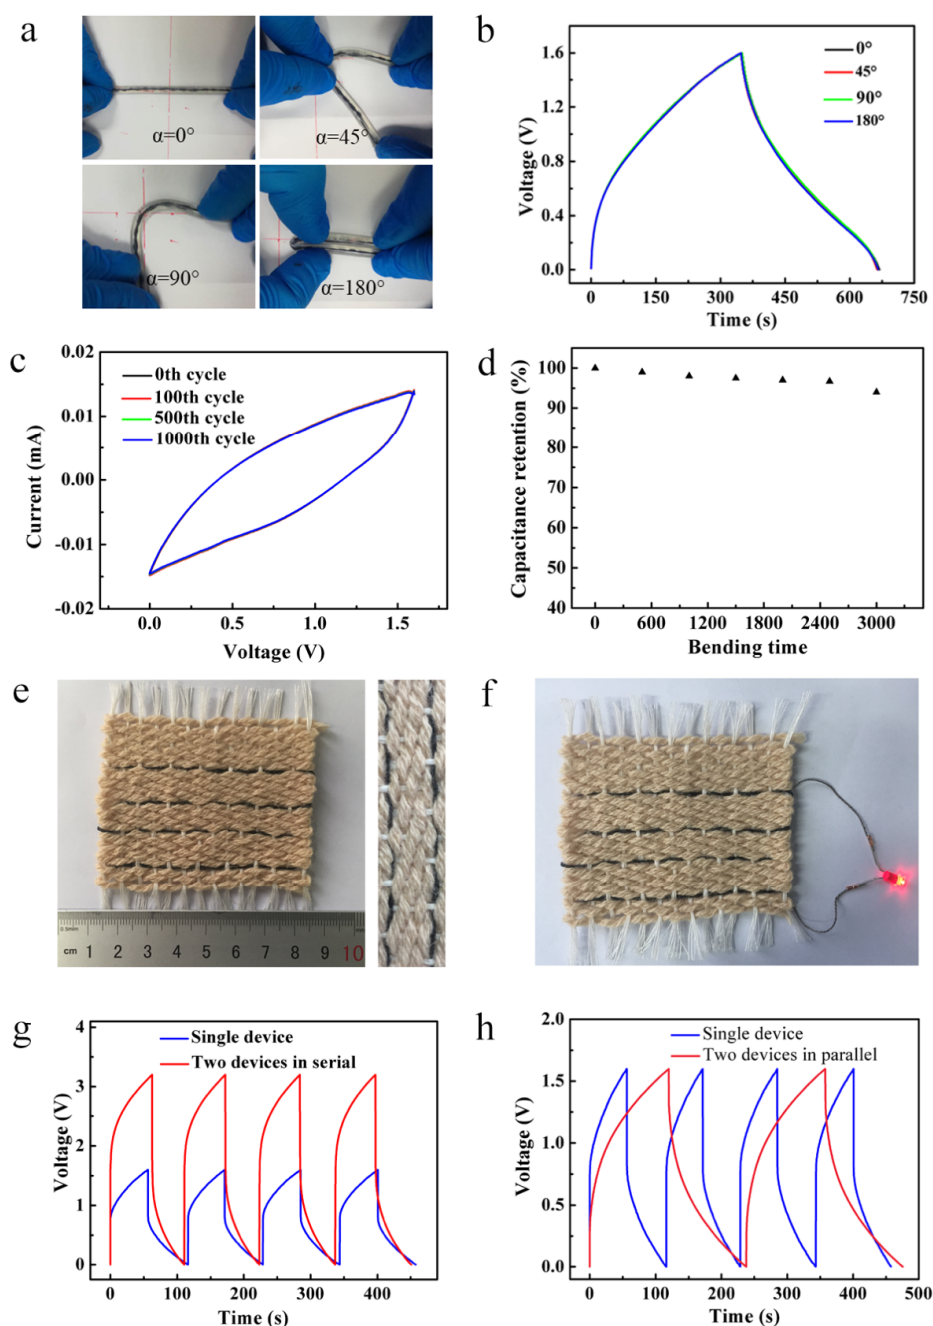 a
α=0°
α=45°
α=90°
α=180°
b
Voltage (V)
1.6
1.2
0.8
0.4
0.0
0°
45°
90°
180°
0 150 300 450 600 750
Time (s)
c
Current (mA)
0.02
0.01
0.00
-0.01
-0.02
0th cycle
100th cycle
500th cycle
1000th cycle
0.0 0.5 1.0 1.5
Voltage (V)
d
Capacitance retention (%)
100
90
80
70
60
50
40
0 600 1200 1800 2400 3000
Bending time
e
0.5mm
cm 1 2 3 4 5 6 7 8 9 10
f
g
Voltage (V)
4
3
2
1
0
Single device
Two devices in serial
0 100 200 300 400
Time (s)
h
Voltage (V)
2.0
1.5
1.0
0.5
0.0
Single device
Two devices in parallel
0 100 200 300 400 500
Time (s)